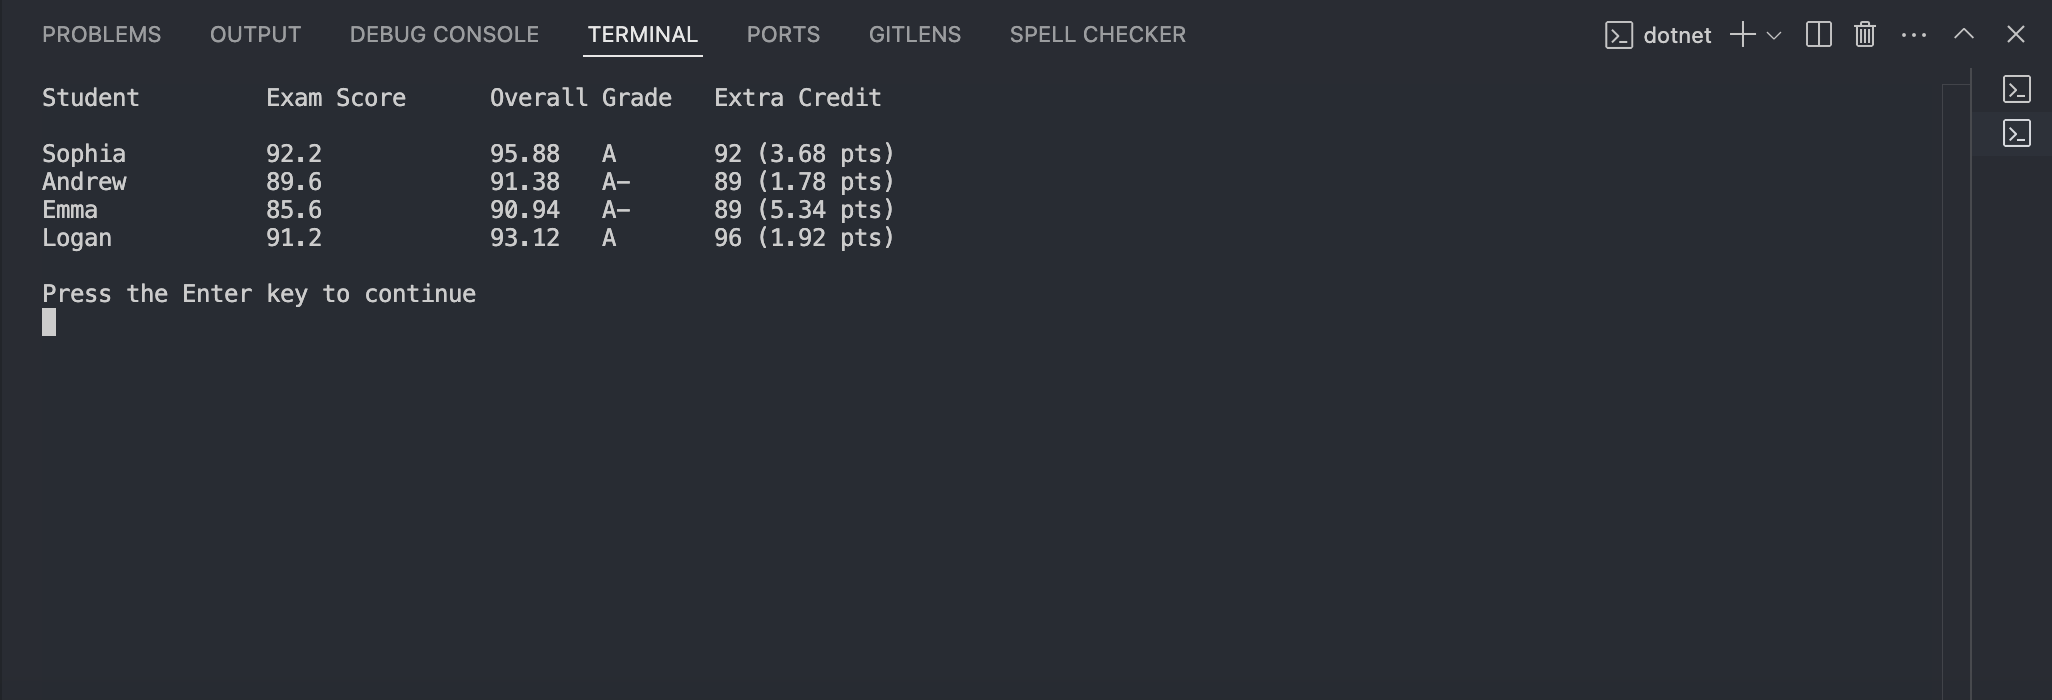 PROBLEMS OUTPUT DEBUG CONSOLE TERMINAL PORTS GITLENS SPELL CHECKER dotnet
Student Exam Score Overall Grade Extra Credit
Sophia 92.2 95.88 A 92 (3.68 pts)
Andrew 89.6 91.38 A- 89 (1.78 pts)
Emma 85.6 90.94 A- 89 (5.34 pts)
Logan 91.2 93.12 A 96 (1.92 pts)
Press the Enter key to continue